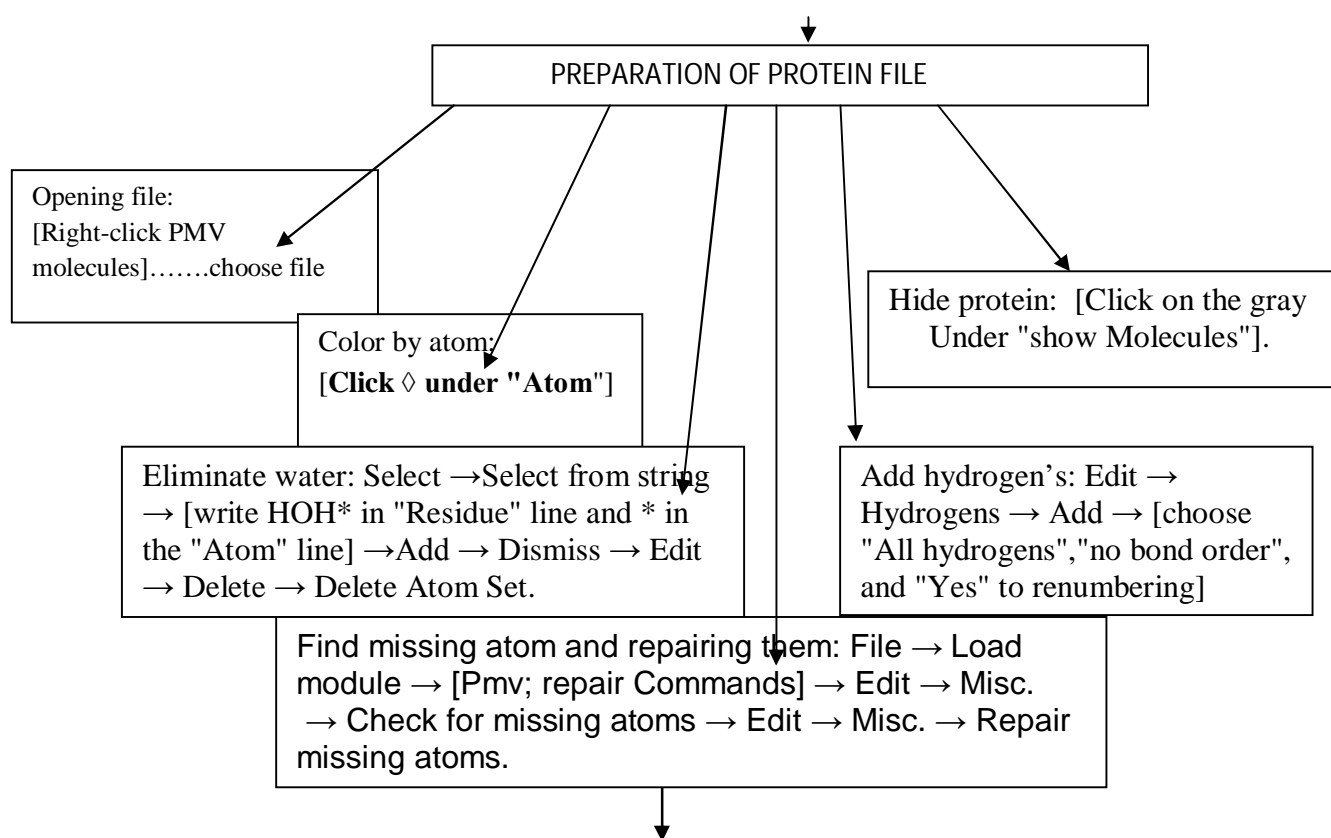 PREPARATION OF PROTEIN FILE
Opening file:
[Right-click PMV
molecules]…….choose file
Color by atom:
[Click ◊ under "Atom"]
Eliminate water: Select →Select from string
→ [write HOH* in "Residue" line and * in
the "Atom" line] →Add → Dismiss → Edit
→ Delete → Delete Atom Set.
Find missing atom and repairing them: File → Load
module → [Pmv; repair Commands] → Edit → Misc.
→ Check for missing atoms → Edit → Misc. → Repair
missing atoms.
Add hydrogen’s: Edit →
Hydrogens → Add → [choose
"All hydrogens","no bond order",
and "Yes" to renumbering]
Hide protein: [Click on the gray
Under "show Molecules"].